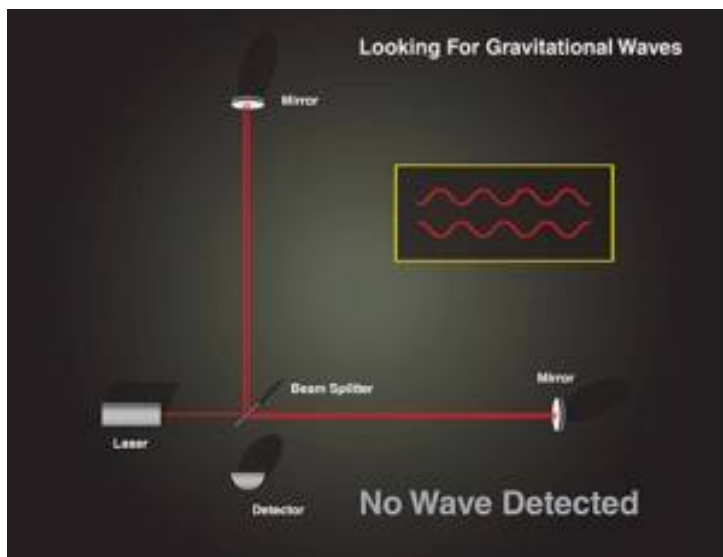 Looking For Gravitational Waves
Mirror
Beam Splitter
Mirror
Laser
Detector
No Wave Detected